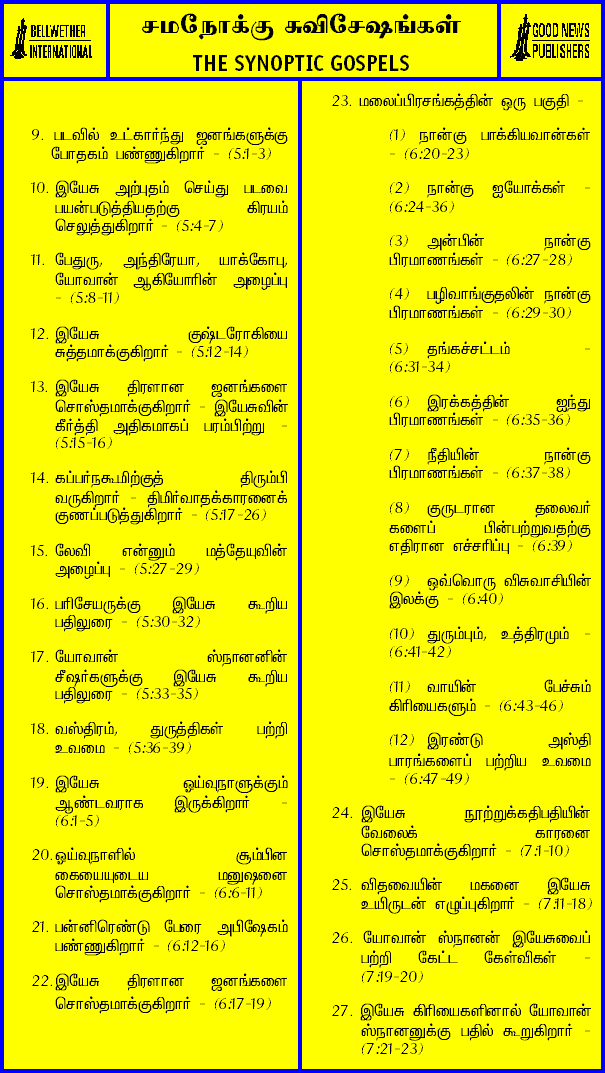 BELLWETHER
INTERNATIONAL
சமநோக்கு சுவிசேஷங்கள்
THE SYNOPTIC GOSPELS
GOOD NEWS
PUBLISHERS
9. படவில் உட்கார்ந்து ஜனங்களுக்கு
போதகம் பண்ணுகிறார் - (5:1-3)
10. இயேசு அற்புதம் செய்து படவை
பயன்படுத்தியதற்கு கிரயம்
செலுத்துகிறார் - (5:4-7)
11. பேதுரு, அந்திரேயா, யாக்கோபு,
யோவான் ஆகியோரின் அழைப்பு
- (5:8-11)
12. இயேசு குஷ்டரோகியை
சுத்தமாக்குகிறார் - (5:12-14)
13. இயேசு திரளான ஜனங்களை
சொஸ்தமாக்குகிறார் - இயேசுவின்
கீர்த்தி அதிகமாகப் பரம்பிற்று -
(5:15-16)
14. கப்பர்நகூமிற்குத் திரும்பி
வருகிறார் - திமிர்வாதக்காரனைக்
குணப்படுத்துகிறார் - (5:17-26)
15. லேவி என்னும் மத்தேயுவின்
அழைப்பு - (5:27-29)
16. பரிசேயருக்கு இயேசு கூறிய
பதிலுரை - (5:30-32)
17. யோவான் ஸ்நானனின்
சீஷர்களுக்கு இயேசு கூறிய
பதிலுரை - (5:33-35)
18. வஸ்திரம், துருத்திகள் பற்றி
உவமை - (5:36-39)
19. இயேசு ஓய்வுநாளுக்கும்
ஆண்டவராக இருக்கிறார் -
(6:1-5)
20. ஓய்வுநாளில் சூம்பின
கையையுடைய மனுஷனை
சொஸ்தமாக்குகிறார் - (6:6-11)
21. பன்னிரெண்டு பேரை அபிஷேகம்
பண்ணுகிறார் - (6:12-16)
22. இயேசு திரளான ஜனங்களை
சொஸ்தமாக்குகிறார் - (6:17-19)
23. மலைப்பிரசங்கத்தின் ஒரு பகுதி -
(1) நான்கு பாக்கியவான்கள்
- (6:20-23)
(2) நான்கு ஐயோக்கள் -
(6:24-36)
(3) அன்பின் நான்கு
பிரமாணங்கள் - (6:27-28)
(4) பழிவாங்குதலின் நான்கு
பிரமாணங்கள் - (6:29-30)
(5) தங்கச்சட்டம் -
(6:31-34)
(6) இரக்கத்தின் ஐந்து
பிரமாணங்கள் - (6:35-36)
(7) நீதியின் நான்கு
பிரமாணங்கள் - (6:37-38)
(8) குருடரான தலைவர்
களைப் பின்பற்றுவதற்கு
எதிரான எச்சரிப்பு - (6:39)
(9) ஒவ்வொரு விசுவாசியின்
இலக்கு - (6:40)
(10) துரும்பும், உத்திரமும் -
(6:41-42)
(11) வாயின் பேச்சும்
கிரியைகளும் - (6:43-46)
(12) இரண்டு அஸ்தி
பாரங்களைப் பற்றிய உவமை
- (6:47-49)
24. இயேசு நூற்றுக்கதிபதியின்
வேலைக் காரனை
சொஸ்தமாக்குகிறார் - (7:1-10)
25. விதவையின் மகனை இயேசு
உயிருடன் எழுப்புகிறார் - (7:11-18)
26. யோவான் ஸ்நானன் இயேசுவைப்
பற்றி கேட்ட கேள்விகள் -
(7:19-20)
27. இயேசு கிரியைகளினால் யோவான்
ஸ்நானனுக்கு பதில் கூறுகிறார் -
(7:21-23)